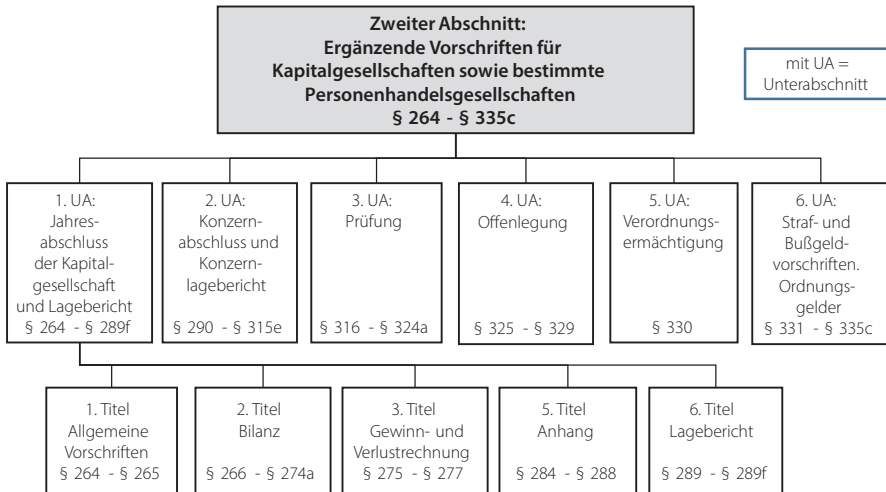 Zweiter Abschnitt:
Ergänzende Vorschriften für
Kapitalgesellschaften sowie bestimmte
Personenhandelsgesellschaften
§ 264 - § 335c
mit UA =
Unterabschnitt
1. UA:
Jahres-
abschluss
der Kapital-
gesellschaft
und Lagebericht
§ 264 - § 289f
2. UA:
Konzern-
abschluss und
Konzern-
lagebericht
§ 290 - § 315e
3. UA:
Prüfung
§ 316 - § 324a
4. UA:
Offenlegung
§ 325 - § 329
5. UA:
Verordnungs-
ermächtigung
§ 330
6. UA:
Straf- und
Bußgeld-
vorschriften.
Ordnungs-
gelder
§ 331 - § 335c
1. Titel
Allgemeine
Vorschriften
§ 264 - § 265
2. Titel
Bilanz
§ 266 - § 274a
3. Titel
Gewinn- und
Verlustrechnung
§ 275 - § 277
5. Titel
Anhang
§ 284 - § 288
6. Titel
Lagebericht
§ 289 - § 289f